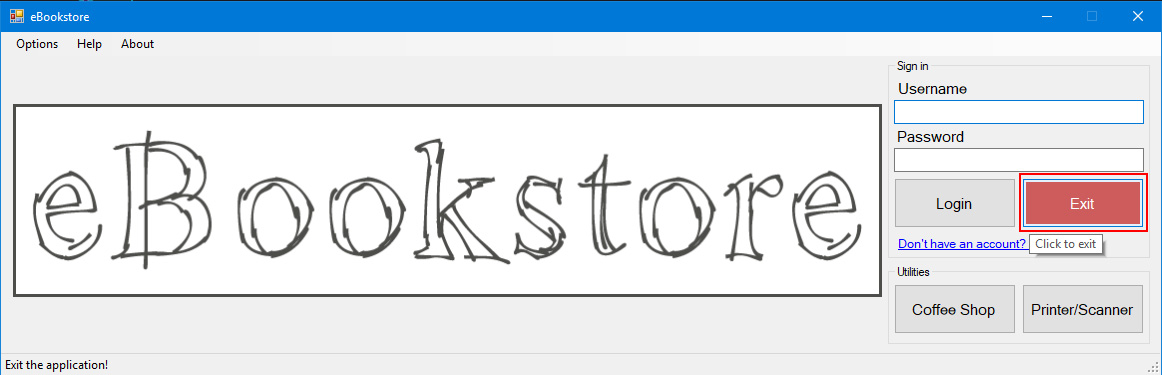 eBookstore
Options Help About
eBookstore
Sign in
Username
Password
Login Exit
Don't have an account?
Click to exit
Utilities
Coffee Shop Printer/Scanner
Exit the application!